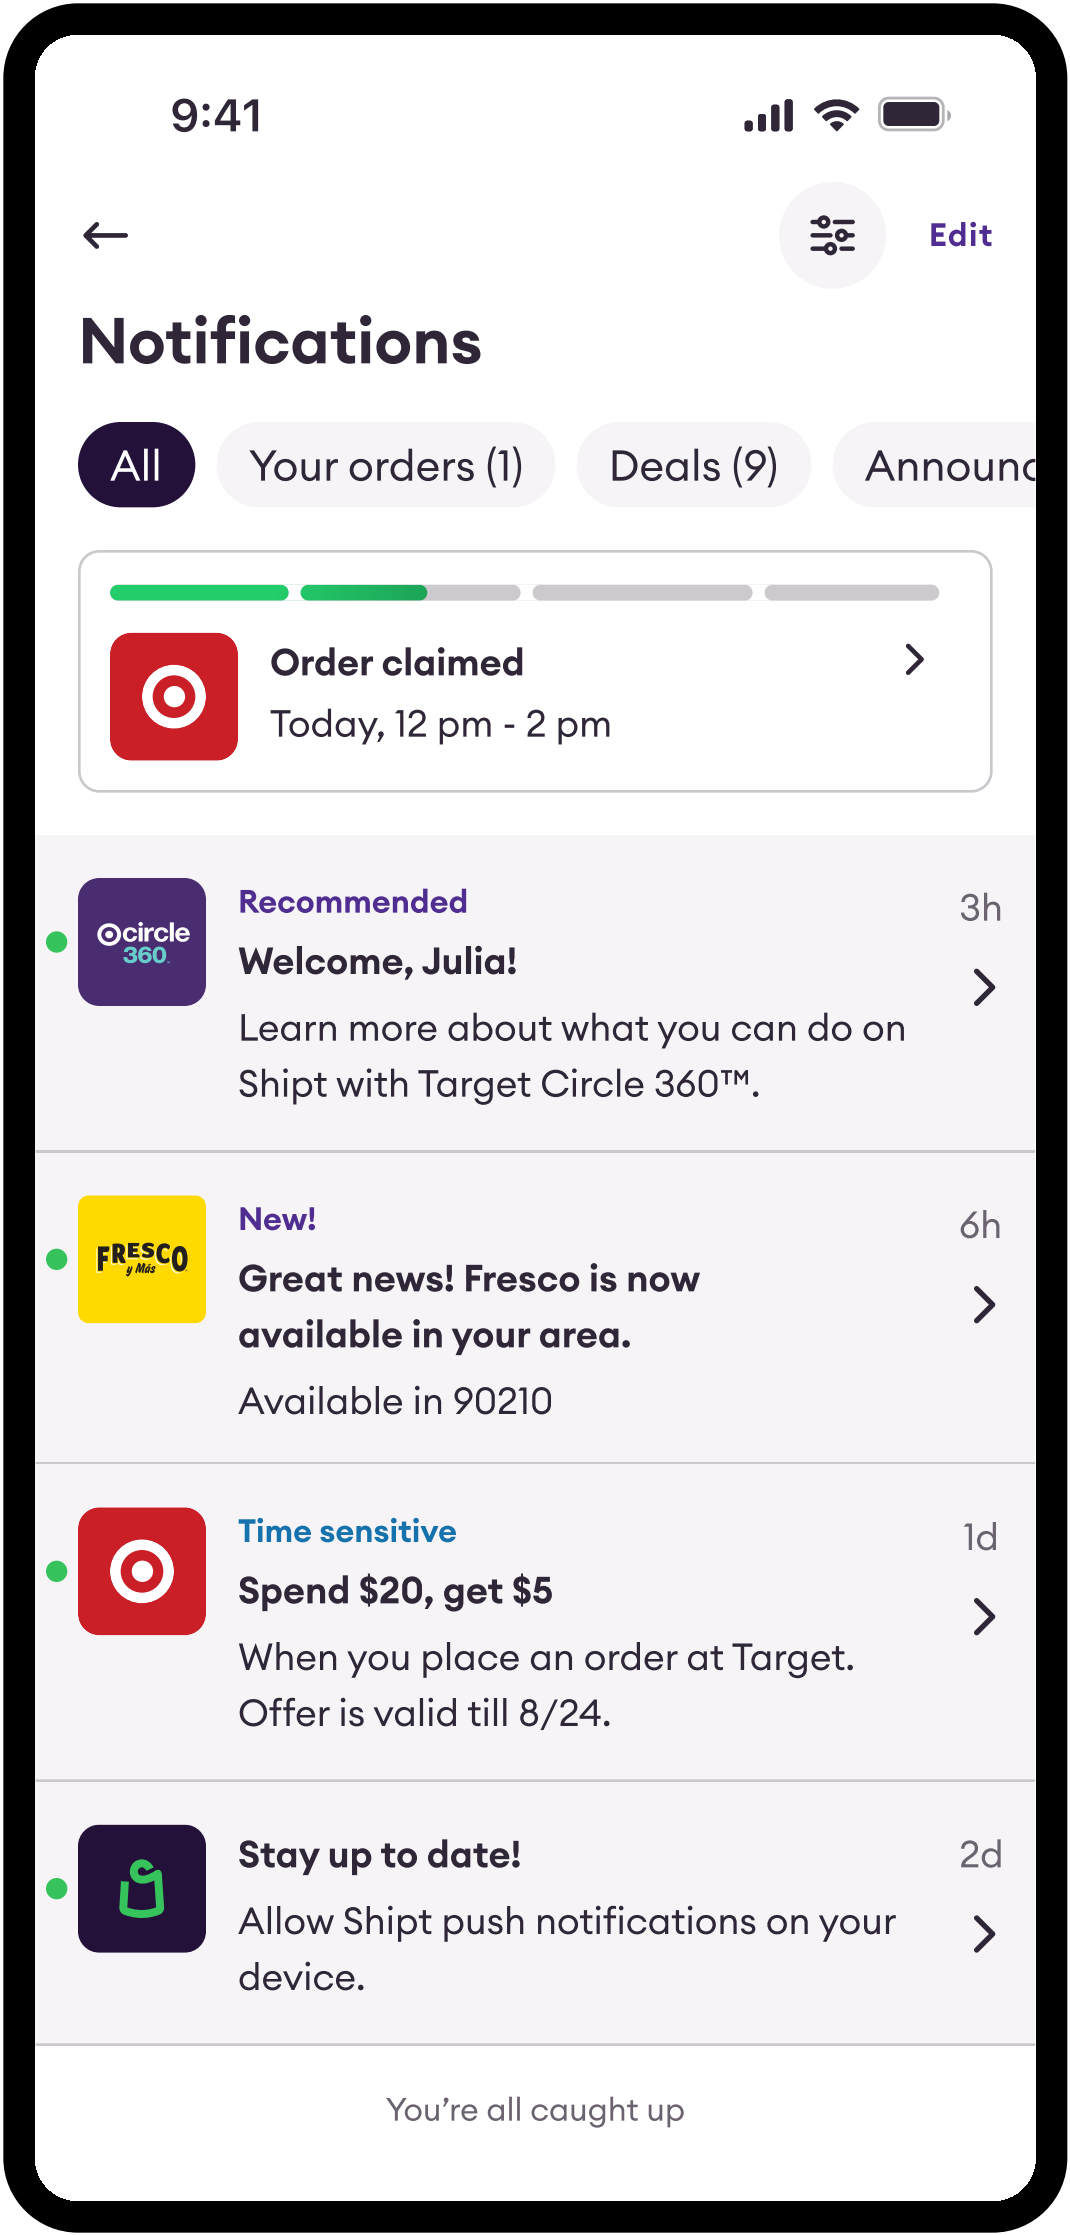 9:41
Edit
Notifications
All
Your orders (1)
Deals (9)
Announc
Order claimed
Today, 12 pm - 2 pm
circle
360
Recommended
3h
Welcome, Julia!
Learn more about what you can do on
Shipt with Target Circle 360™.
FRESCO
y Más
New!
6h
Great news! Fresco is now
available in your area.
Available in 90210
Time sensitive
1d
Spend $20, get $5
When you place an order at Target.
Offer is valid till 8/24.
Stay up to date!
2d
Allow Shipt push notifications on your
device.
You’re all caught up